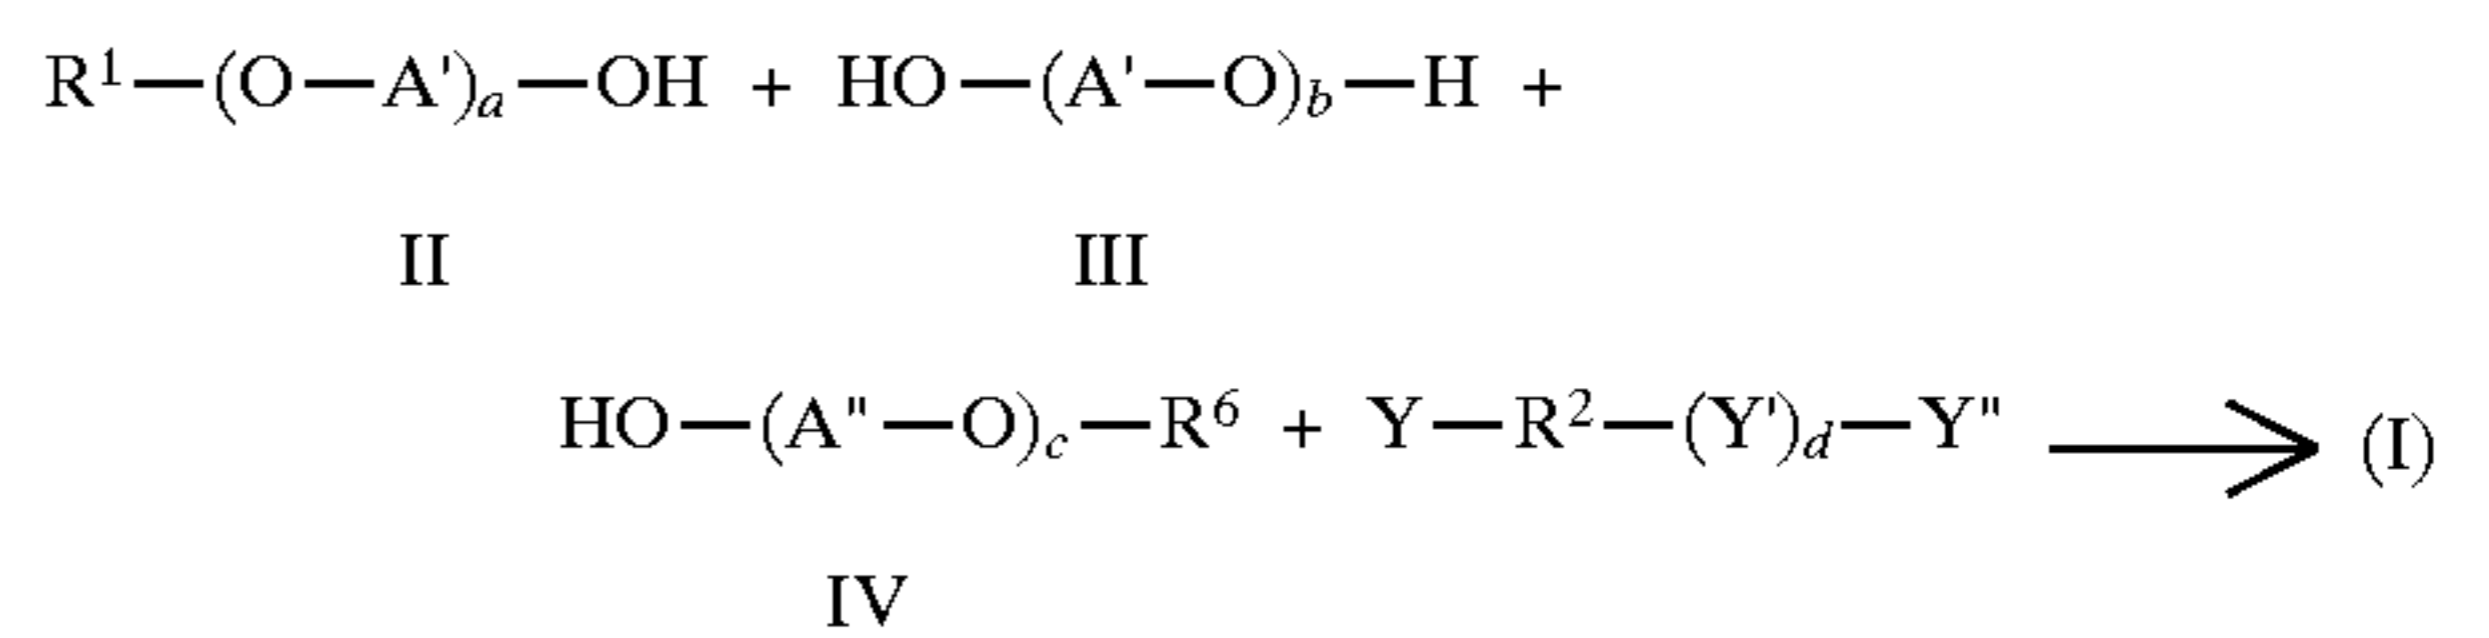 R¹—(O—A')ₐ—OH + HO—(A'—O)_b—H +
II III
HO—(A"—O)_c—R⁶ + Y—R²—(Y')_d—Y" ⟶ (I)
IV